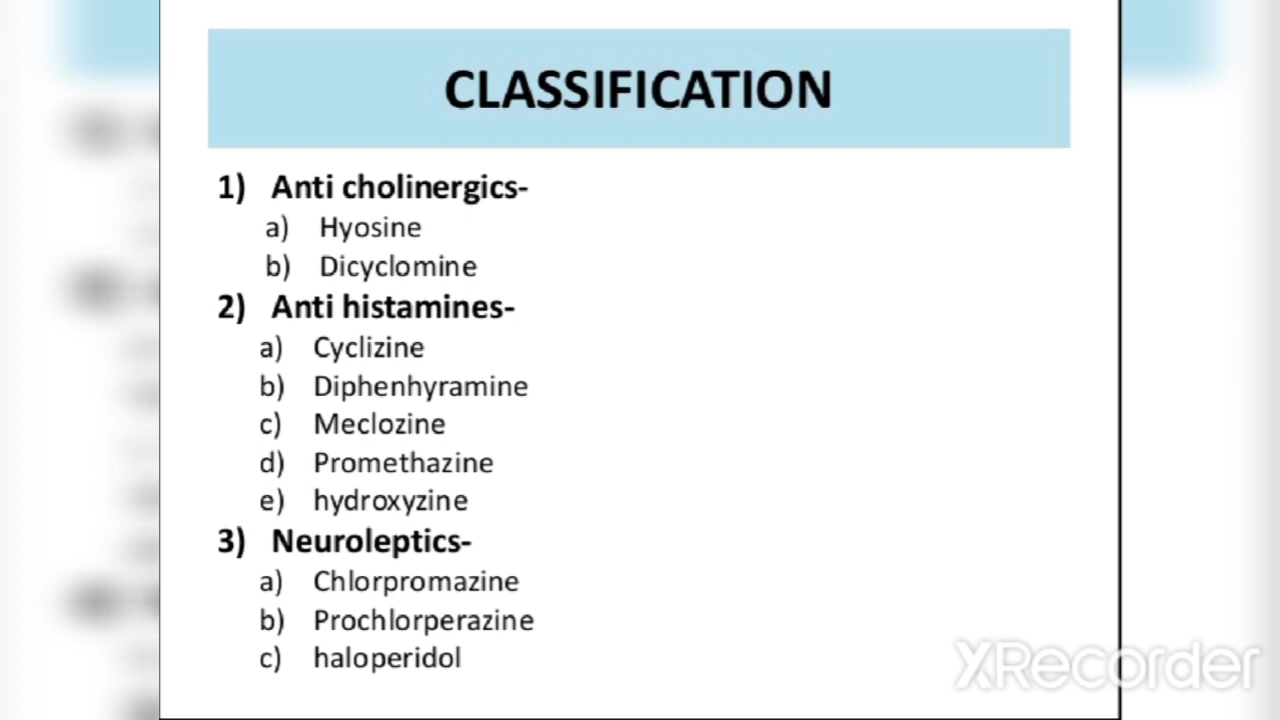 CLASSIFICATION
1) Anti cholinergics-
a) Hyosine
b) Dicyclomine
2) Anti histamines-
a) Cyclizine
b) Diphenhyramine
c) Meclozine
d) Promethazine
e) hydroxyzine
3) Neuroleptics-
a) Chlorpromazine
b) Prochlorperazine
c) haloperidol
XRecorder